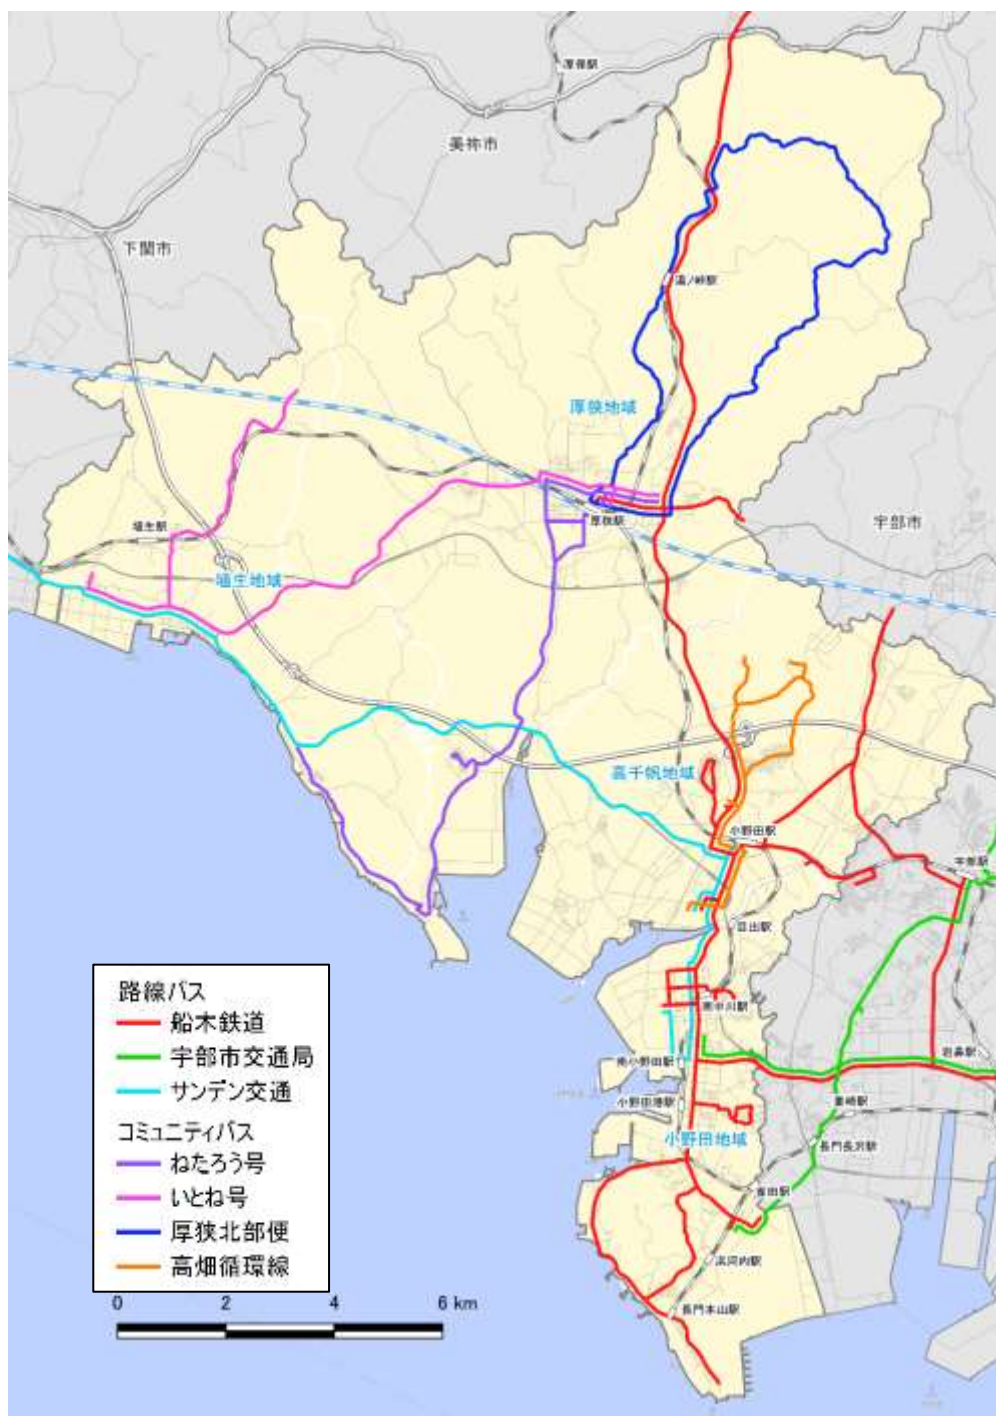 厚保駅
美祢市
下関市
湯ノ峠駅
厚狭地域
厚狭駅
宇部市
埴生駅
埴生地域
高千帆地域
小野田駅
宇部駅
目出駅
南中川駅
岩鼻駅
南小野田駅
小野田港駅
妻崎駅
小野田地域
長門長沢駅
雀田駅
浜河内駅
長門本山駅
路線バス
船木鉄道
宇部市交通局
サンデン交通
コミュニティバス
ねたろう号
いとね号
厚狭北部便
高畑循環線
0 2 4 6 km